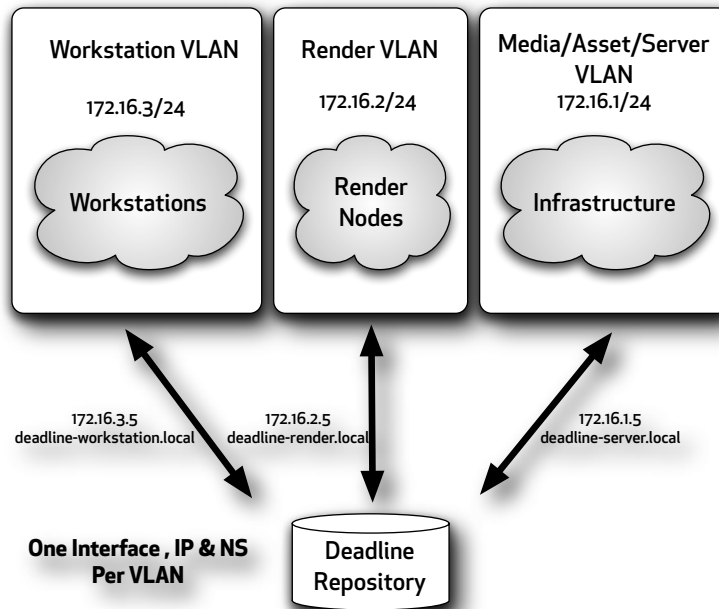 Workstation VLAN
172.16.3/24
Workstations
Render VLAN
172.16.2/24
Render
Nodes
Media/Asset/Server
VLAN
172.16.1/24
Infrastructure
172.16.3.5
deadline-workstation.local
172.16.2.5
deadline-render.local
172.16.1.5
deadline-server.local
One Interface , IP & NS
Per VLAN
Deadline
Repository